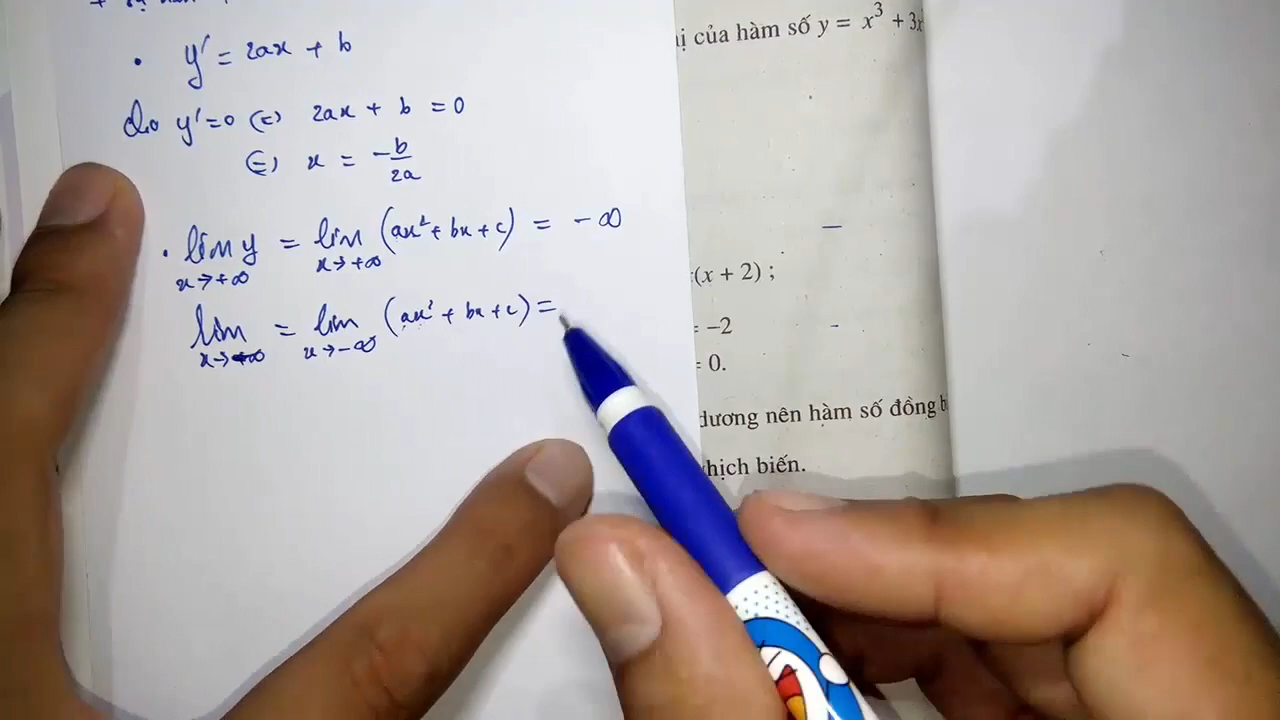 • y' = 2ax + b
Do y' = 0 (=) 2ax + b = 0
(=) x = -b/2a
• lim y = lim (ax² + bx + c) = -∞
x→+∞ x→+∞
lim = lim (ax² + bx + c) =
x→-∞ x→-∞
ị của hàm số y = x³ + 3x
(x + 2) ;
= -2
= 0.
dương nên hàm số đồng b
hịch biến.